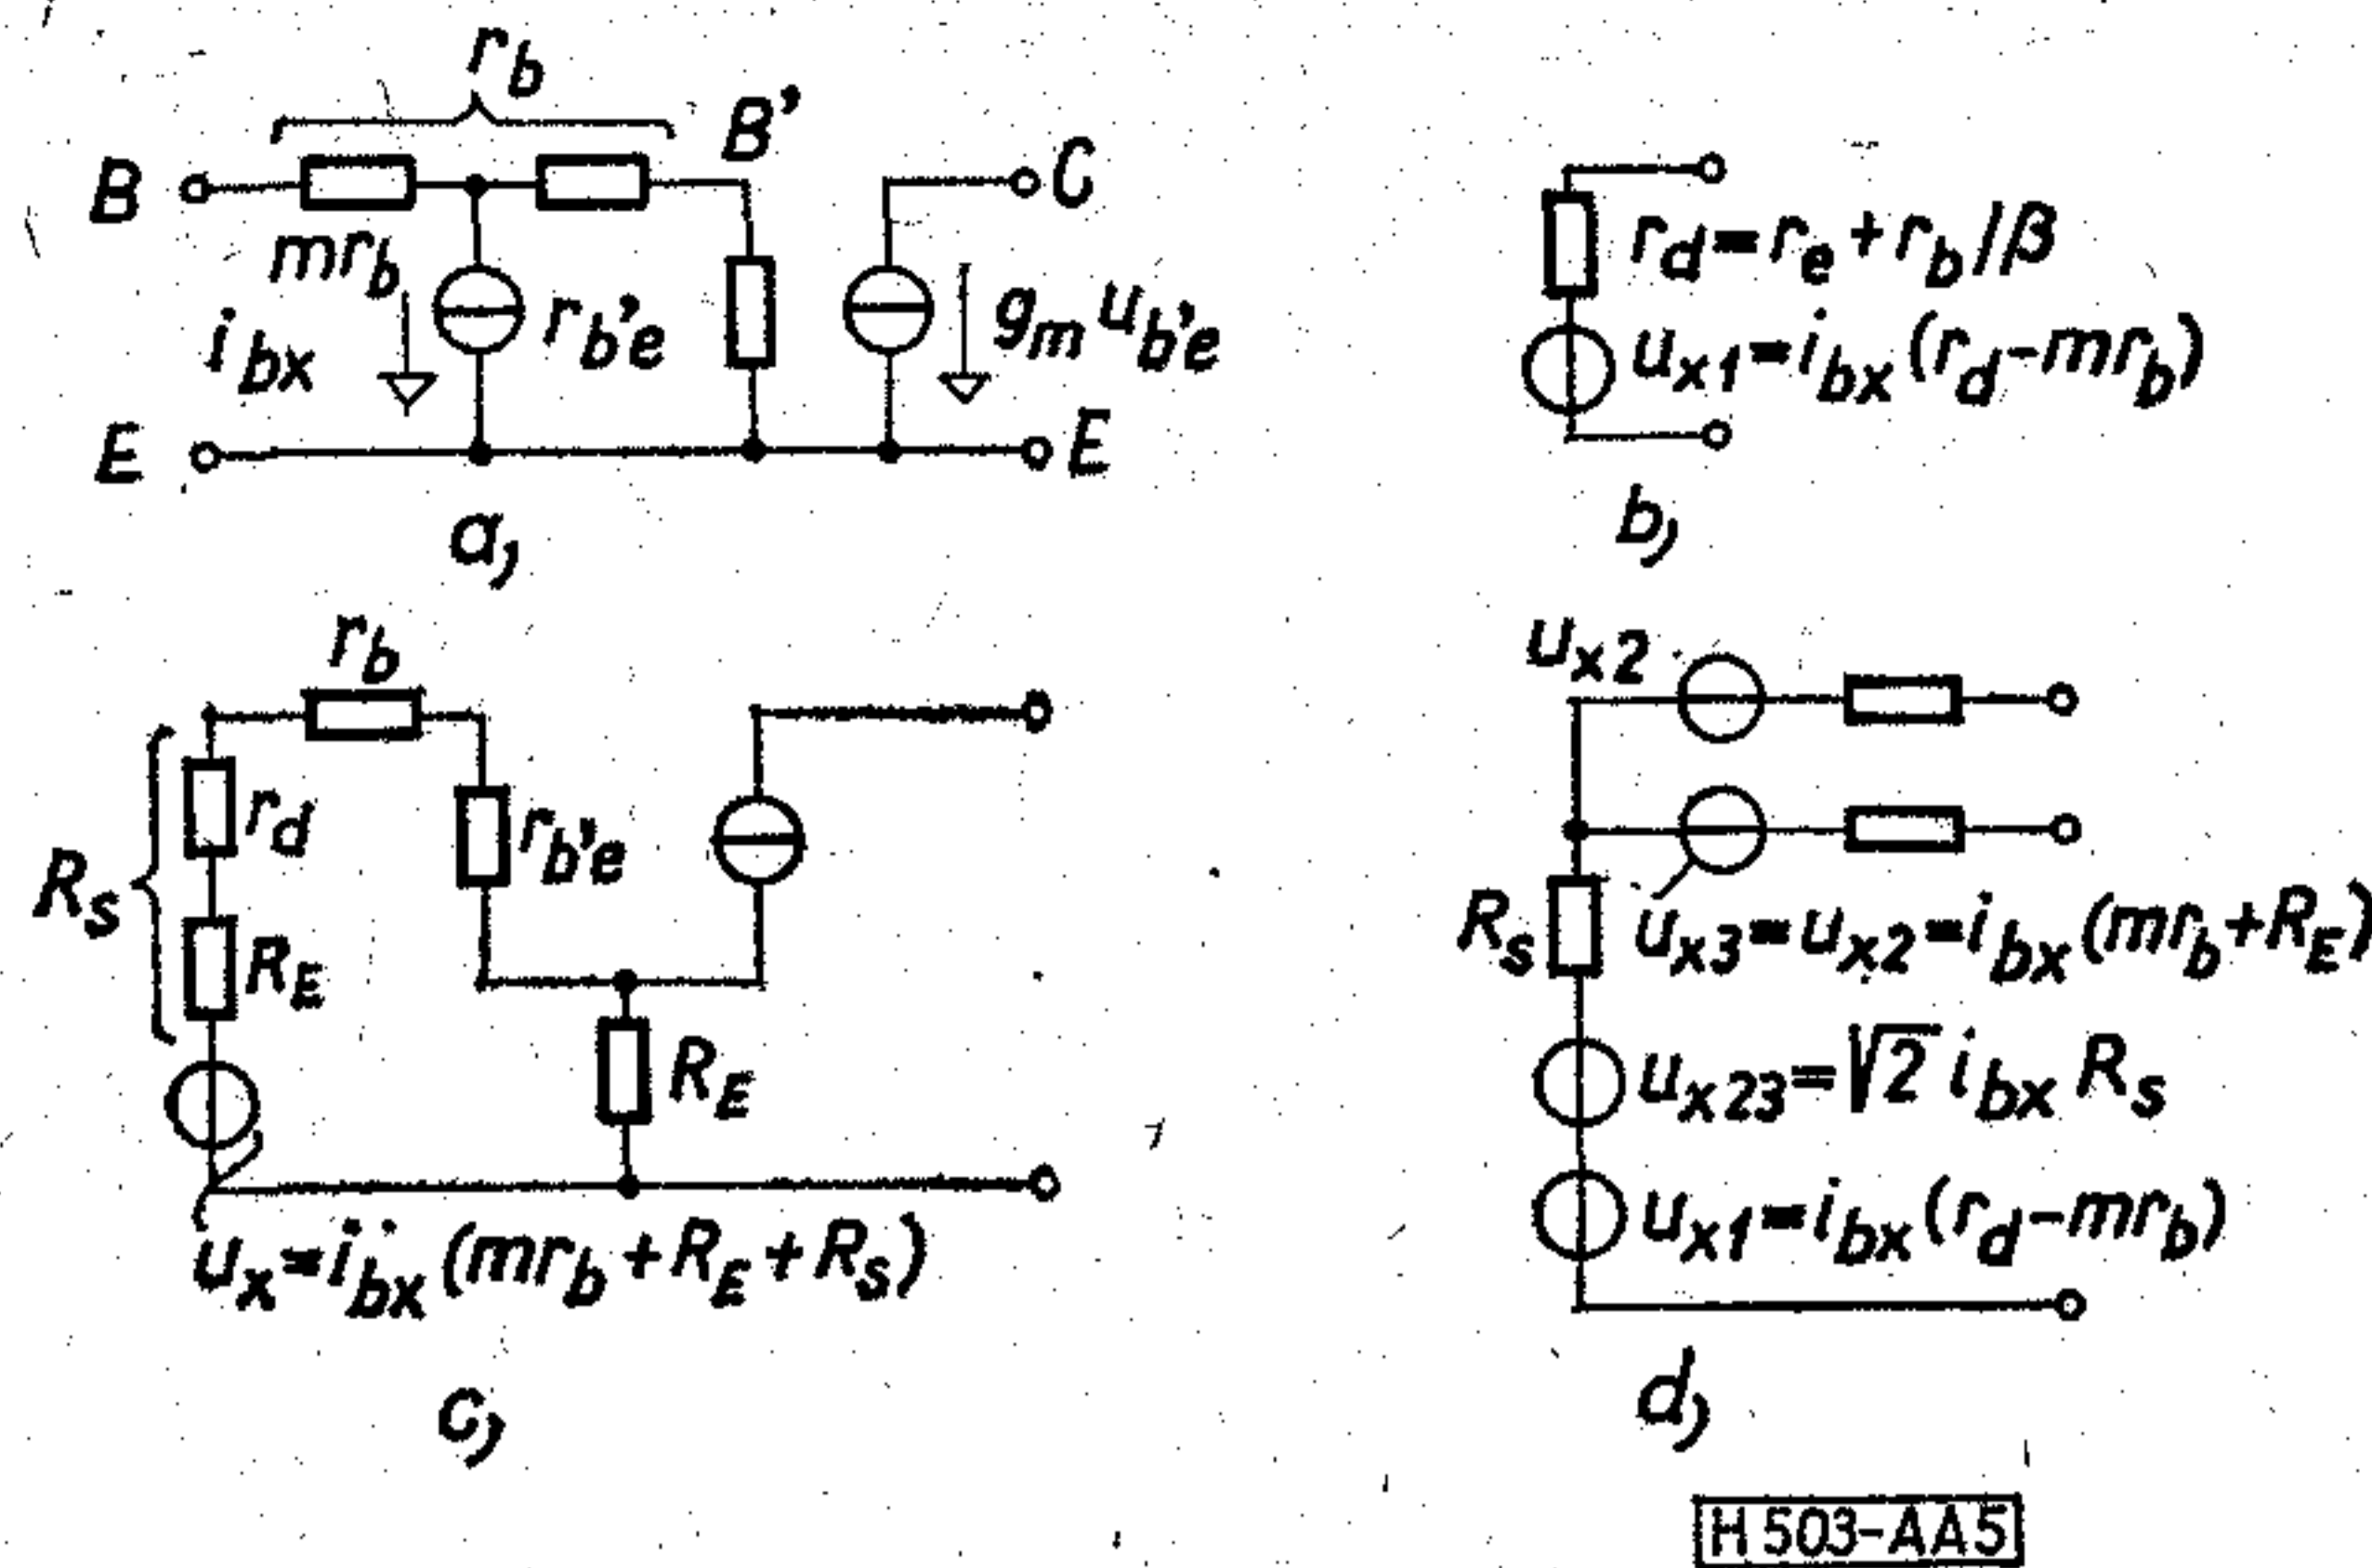 r_b
B'
B
C
mr_b
i_bx
r_b'e
g_m u_b'e
E
E
a,
r_d=r_e+r_b/β
u_x1=i_bx(r_d-mr_b)
b,
r_b
r_d
r_b'e
R_s
R_E
R_E
u_x=i_bx(mr_b+R_E+R_s)
c,
u_x2
R_s
u_x3=u_x2=i_bx(mr_b+R_E)
u_x23=√2 i_bx R_s
u_x1=i_bx(r_d-mr_b)
d,
H503-AA5